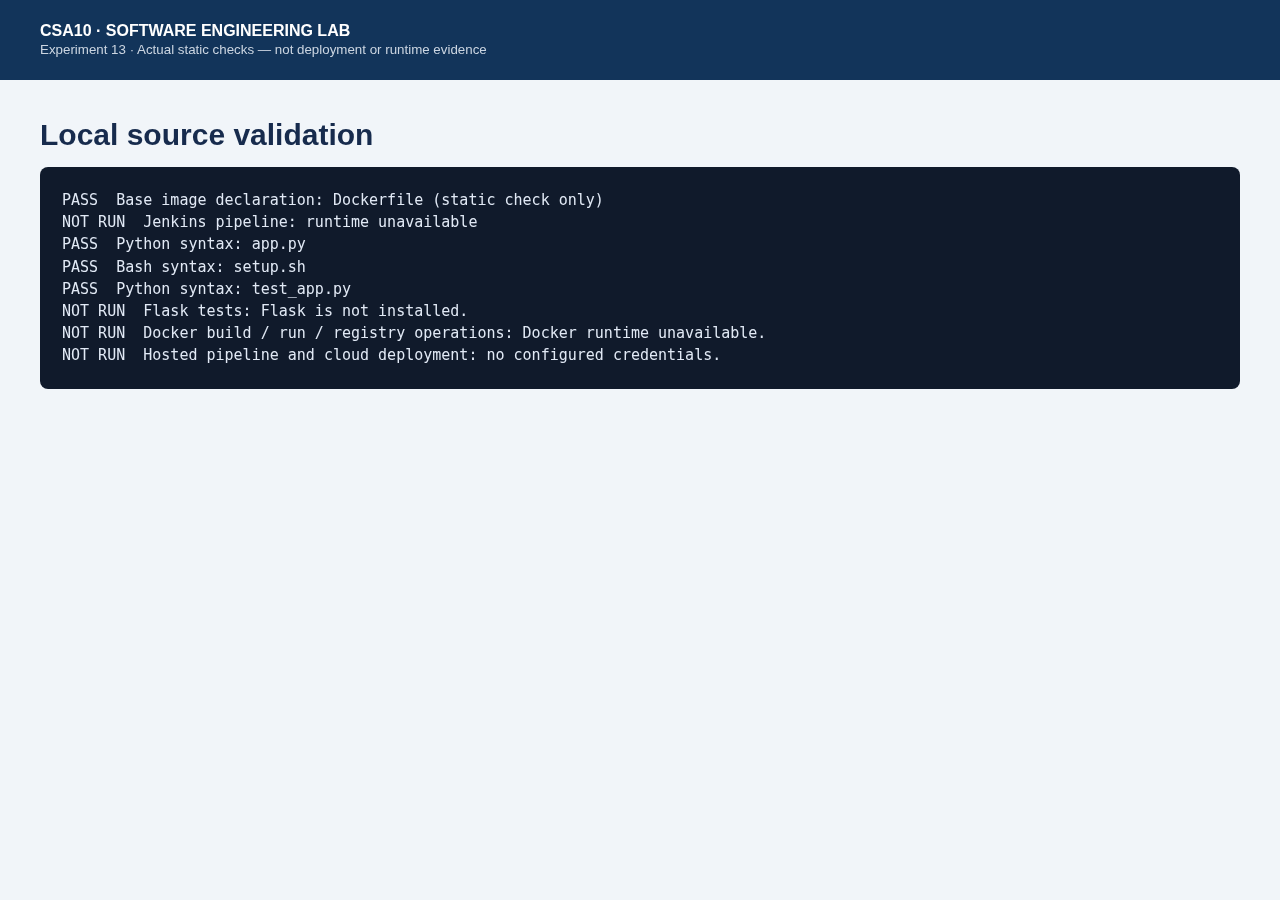 CSA10 · SOFTWARE ENGINEERING LAB
Experiment 13 · Actual static checks — not deployment or runtime evidence
Local source validation
PASS  Base image declaration: Dockerfile (static check only)
NOT RUN  Jenkins pipeline: runtime unavailable
PASS  Python syntax: app.py
PASS  Bash syntax: setup.sh
PASS  Python syntax: test_app.py
NOT RUN  Flask tests: Flask is not installed.
NOT RUN  Docker build / run / registry operations: Docker runtime unavailable.
NOT RUN  Hosted pipeline and cloud deployment: no configured credentials.